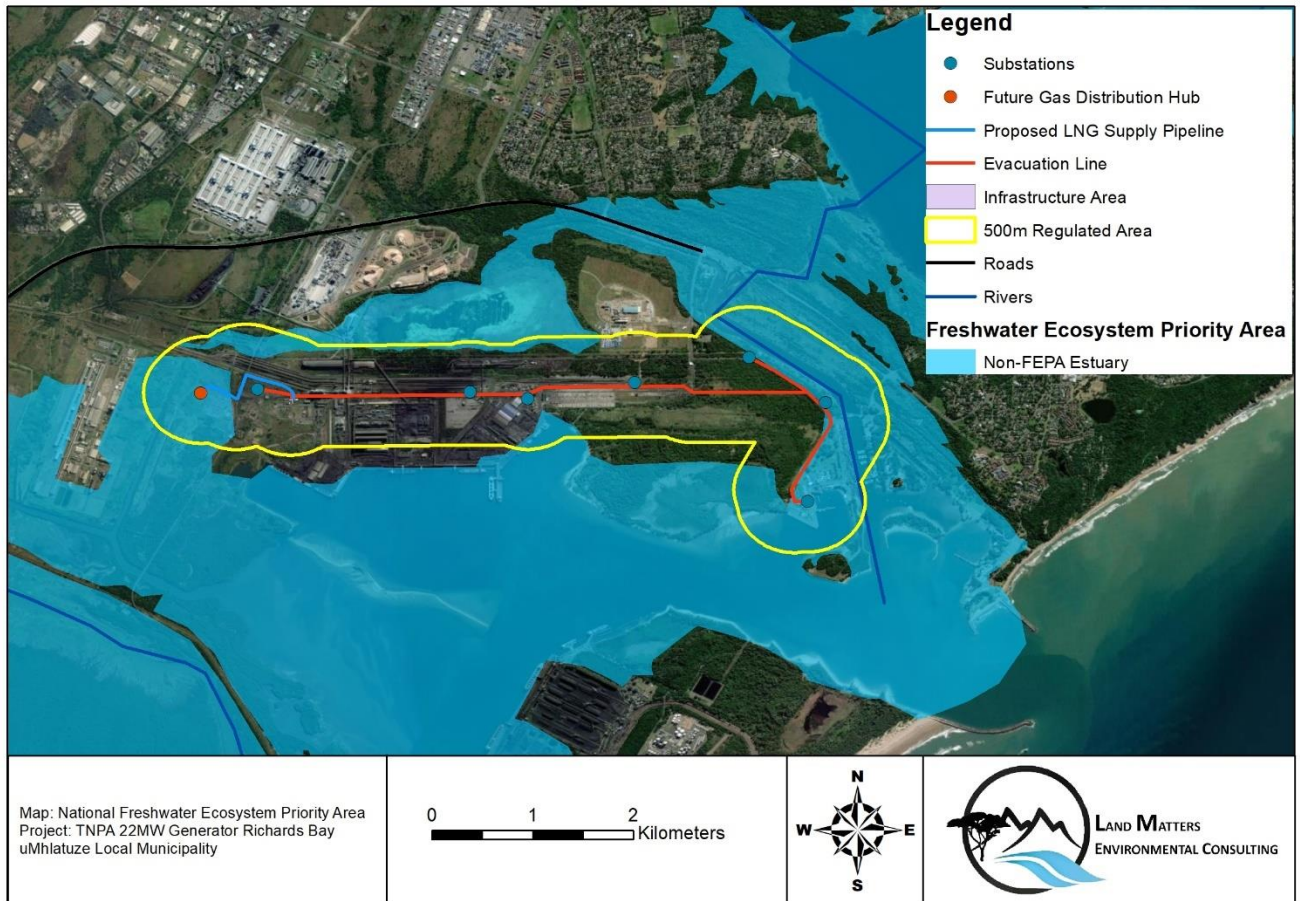 Legend
Substations
Future Gas Distribution Hub
Proposed LNG Supply Pipeline
Evacuation Line
Infrastructure Area
500m Regulated Area
Roads
Rivers
Freshwater Ecosystem Priority Area
Non-FEPA Estuary
Map: National Freshwater Ecosystem Priority Area
Project: TNPA 22MW Generator Richards Bay
uMhlatuze Local Municipality
0 1 2
Kilometers
N
W E
S
LAND MATTERS
ENVIRONMENTAL CONSULTING